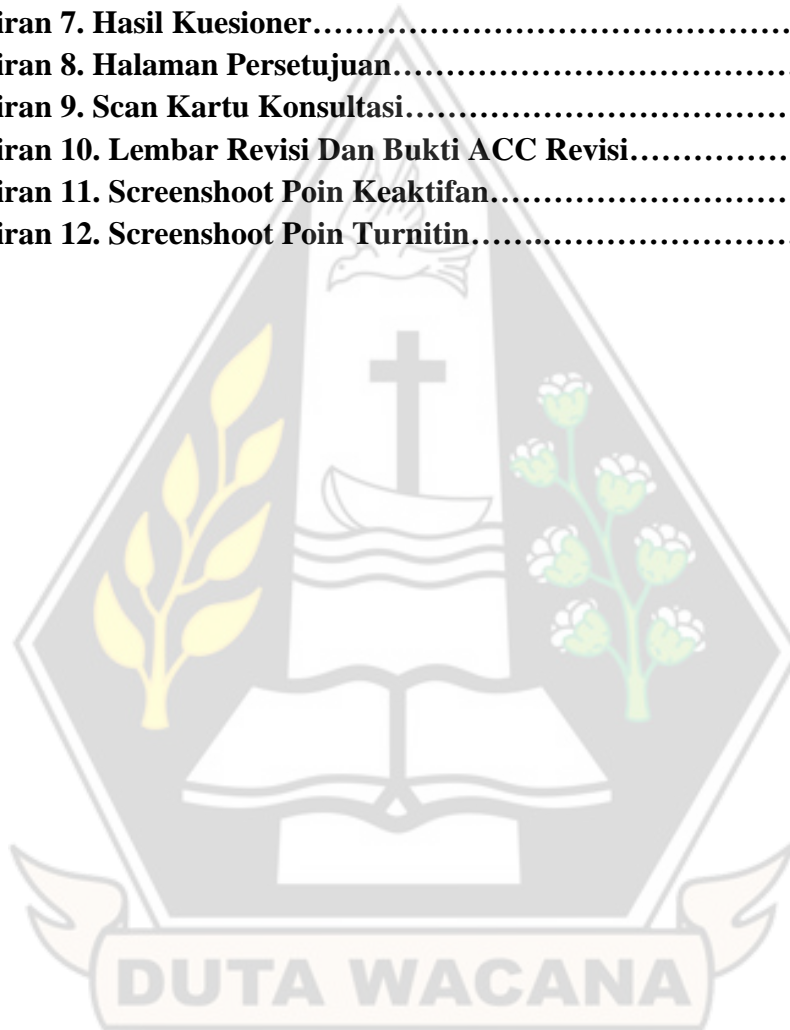 iran 7. Hasil Kuesioner……………………………………
iran 8. Halaman Persetujuan………………………………
iran 9. Scan Kartu Konsultasi………………………………
iran 10. Lembar Revisi Dan Bukti ACC Revisi……………
iran 11. Screenshoot Poin Keaktifan………………………
iran 12. Screenshoot Poin Turnitin…….……………………
DUTA WACANA